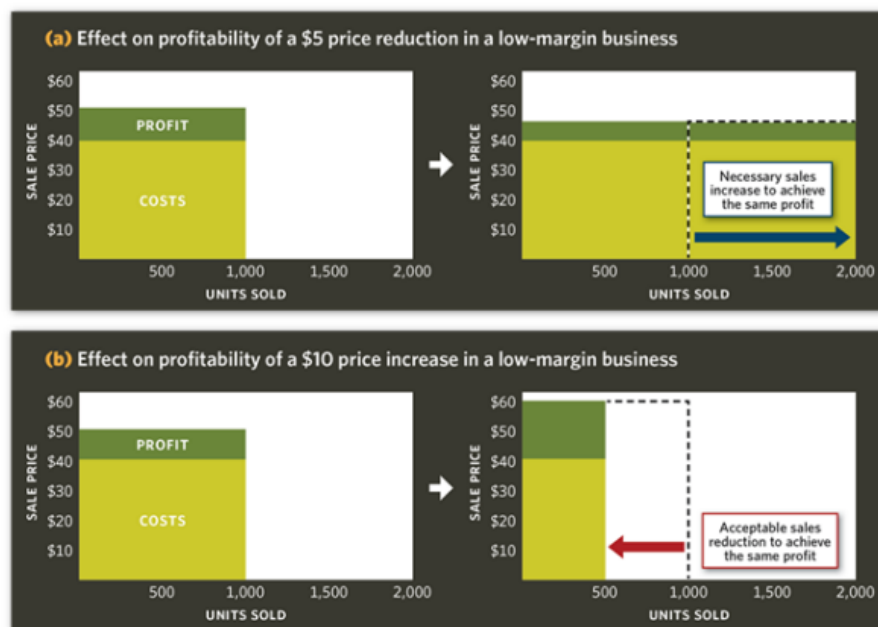 (a) Effect on profitability of a $5 price reduction in a low-margin business
SALE PRICE
$60
$50
$40
$30
$20
$10
PROFIT
COSTS
500 1,000 1,500 2,000
UNITS SOLD
SALE PRICE
$60
$50
$40
$30
$20
$10
Necessary sales
increase to achieve
the same profit
500 1,000 1,500 2,000
UNITS SOLD
(b) Effect on profitability of a $10 price increase in a low-margin business
SALE PRICE
$60
$50
$40
$30
$20
$10
PROFIT
COSTS
500 1,000 1,500 2,000
UNITS SOLD
SALE PRICE
$60
$50
$40
$30
$20
$10
Acceptable sales
reduction to achieve
the same profit
500 1,000 1,500 2,000
UNITS SOLD